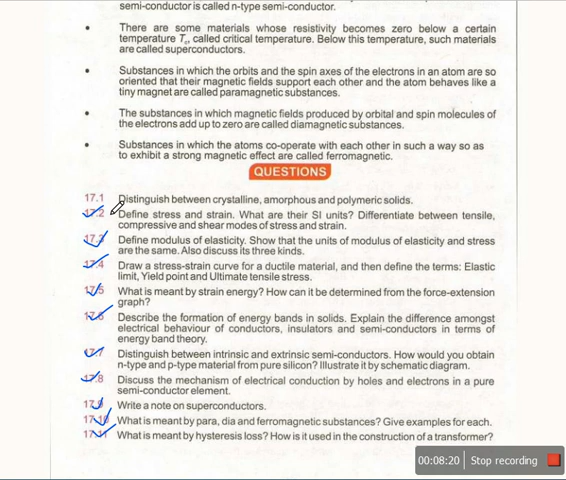 semi-conductor is called n-type semi-conductor.
• There are some materials whose resistivity becomes zero below a certain
temperature Tc, called critical temperature. Below this temperature, such materials
are called superconductors.
• Substances in which the orbits and the spin axes of the electrons in an atom are so
oriented that their magnetic fields support each other and the atom behaves like a
tiny magnet are called paramagnetic substances.
• The substances in which magnetic fields produced by orbital and spin molecules of
the electrons add up to zero are called diamagnetic substances.
• Substances in which the atoms co-operate with each other in such a way so as
to exhibit a strong magnetic effect are called ferromagnetic.
QUESTIONS
17.1 Distinguish between crystalline, amorphous and polymeric solids.
17.2 Define stress and strain. What are their SI units? Differentiate between tensile,
compressive and shear modes of stress and strain.
17.3 Define modulus of elasticity. Show that the units of modulus of elasticity and stress
are the same. Also discuss its three kinds.
17.4 Draw a stress-strain curve for a ductile material, and then define the terms: Elastic
limit, Yield point and Ultimate tensile stress.
17.5 What is meant by strain energy? How can it be determined from the force-extension
graph?
17.6 Describe the formation of energy bands in solids. Explain the difference amongst
electrical behaviour of conductors, insulators and semi-conductors in terms of
energy band theory.
17.7 Distinguish between intrinsic and extrinsic semi-conductors. How would you obtain
n-type and p-type material from pure silicon? Illustrate it by schematic diagram.
17.8 Discuss the mechanism of electrical conduction by holes and electrons in a pure
semi-conductor element.
17.9 Write a note on superconductors.
17.10 What is meant by para, dia and ferromagnetic substances? Give examples for each.
17.11 What is meant by hysteresis loss? How is it used in the construction of a transformer?
00:08:20 Stop recording